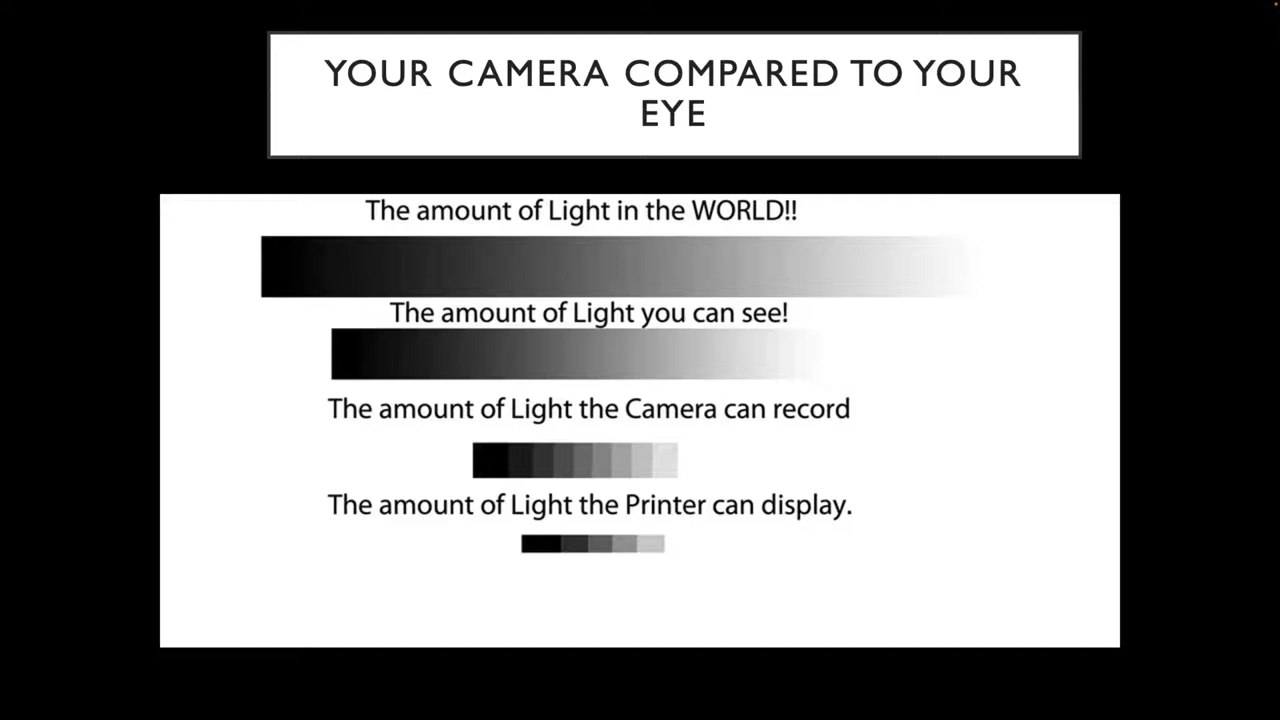 YOUR CAMERA COMPARED TO YOUR
EYE
The amount of Light in the WORLD!!
The amount of Light you can see!
The amount of Light the Camera can record
The amount of Light the Printer can display.